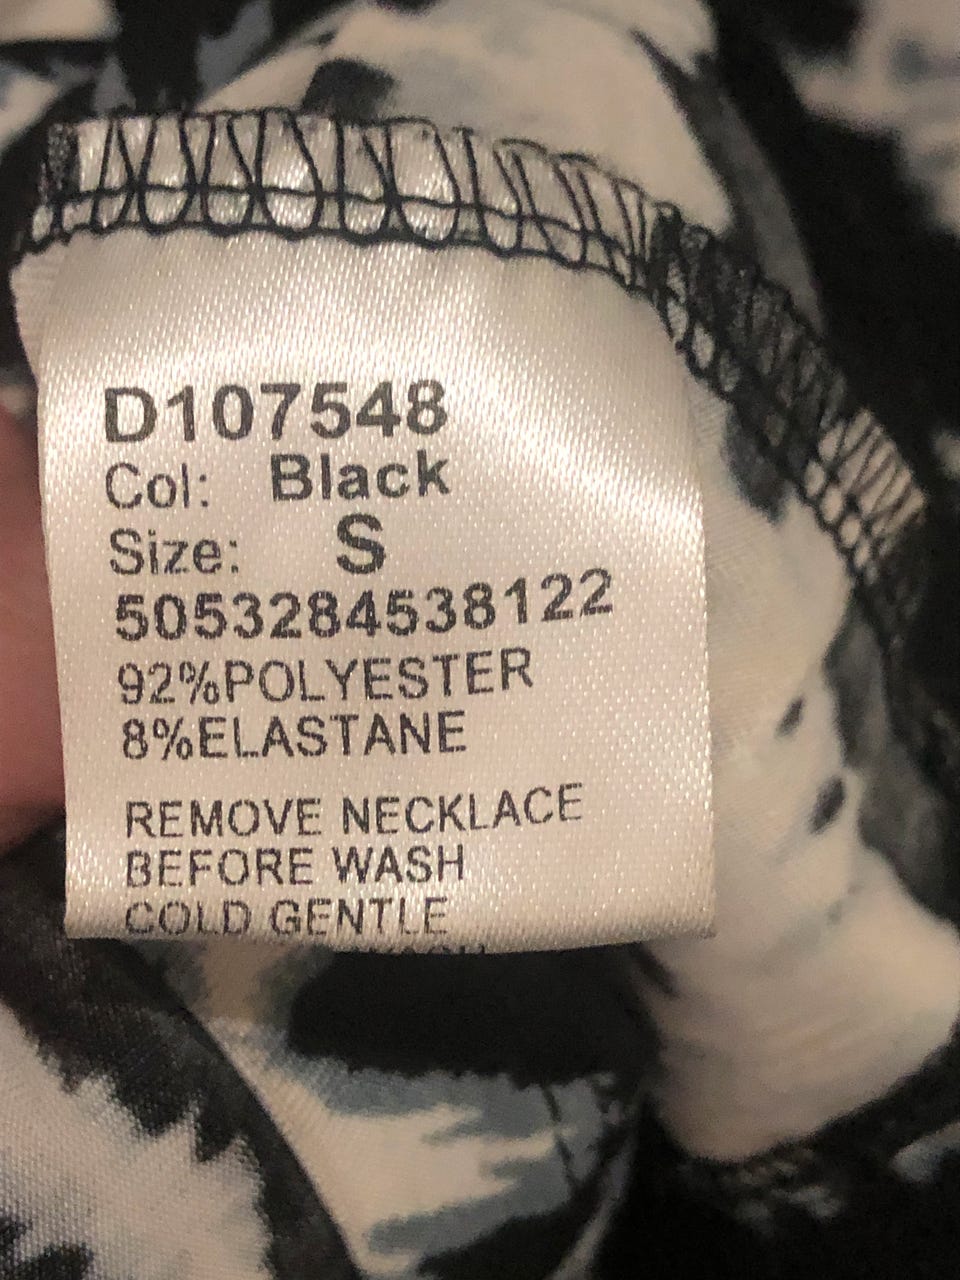 D107548
Col: Black
Size: S
5053284538122
92%POLYESTER
8%ELASTANE
REMOVE NECKLACE
BEFORE WASH
COLD GENTLE